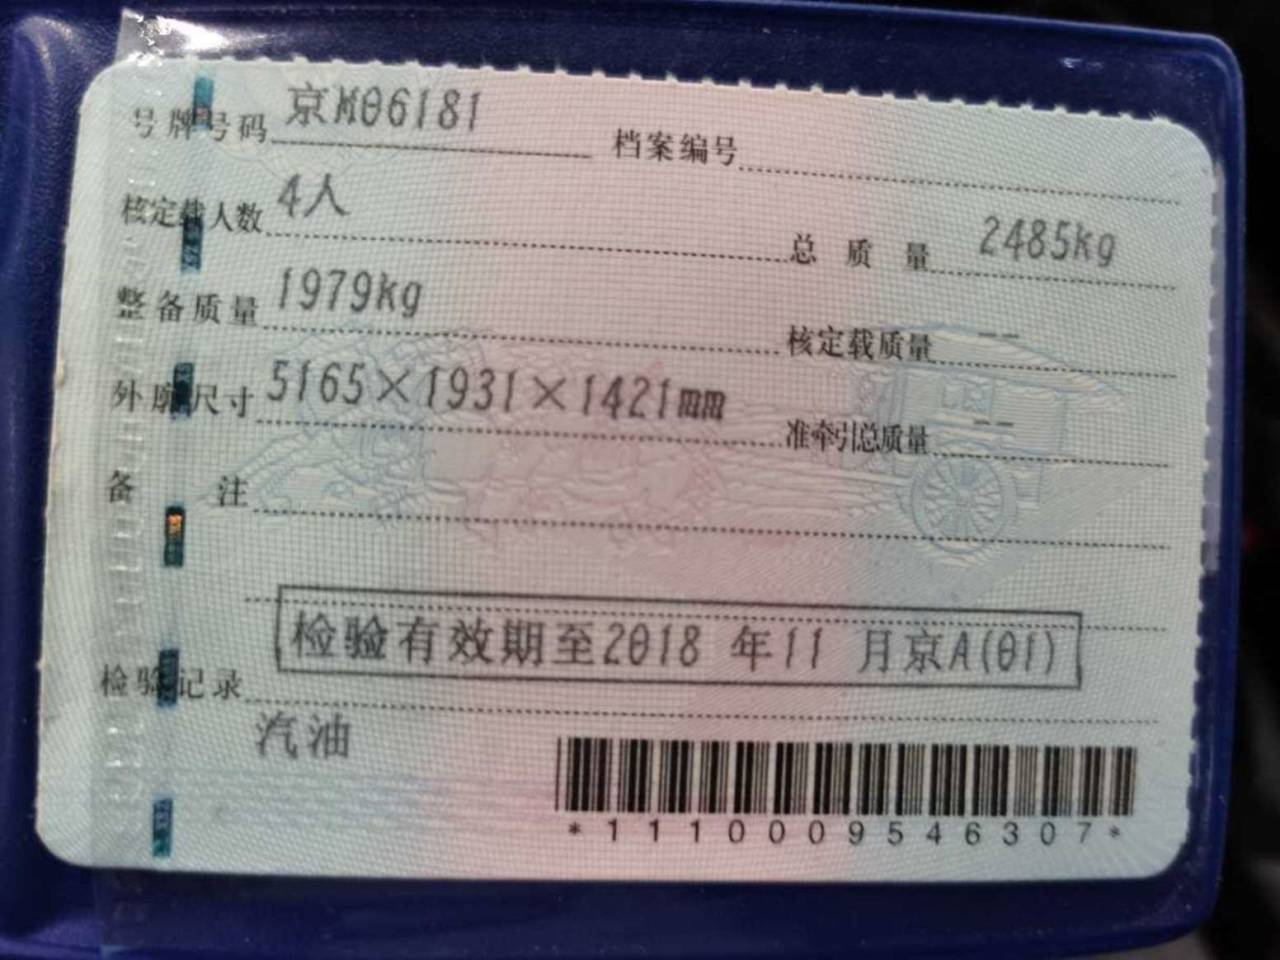 号牌号码 京M06181 档案编号
核定载人数 4人 总质量 2485kg
整备质量 1979kg 核定载质量 --
外廓尺寸 5165×1931×1421mm 准牵引总质量 --
备注
检验记录 检验有效期至2018 年11 月京A(01)
汽油
*1110009546307*